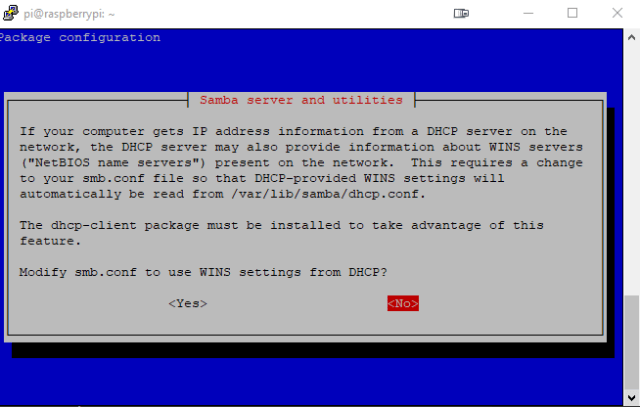 pi@raspberrypi: ~
Package configuration
Samba server and utilities
If your computer gets IP address information from a DHCP server on the
network, the DHCP server may also provide information about WINS servers
("NetBIOS name servers") present on the network.  This requires a change
to your smb.conf file so that DHCP-provided WINS settings will
automatically be read from /var/lib/samba/dhcp.conf.
The dhcp-client package must be installed to take advantage of this
feature.
Modify smb.conf to use WINS settings from DHCP?
<Yes> <No>